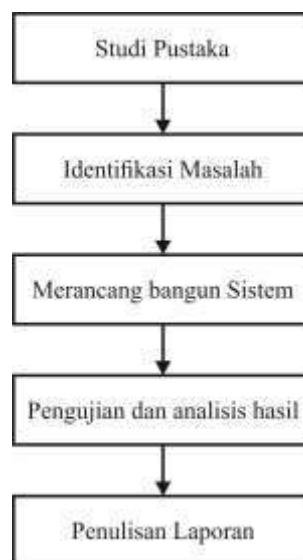 Studi Pustaka
Identifikasi Masalah
Merancang bangun Sistem
Pengujian dan analisis hasil
Penulisan Laporan